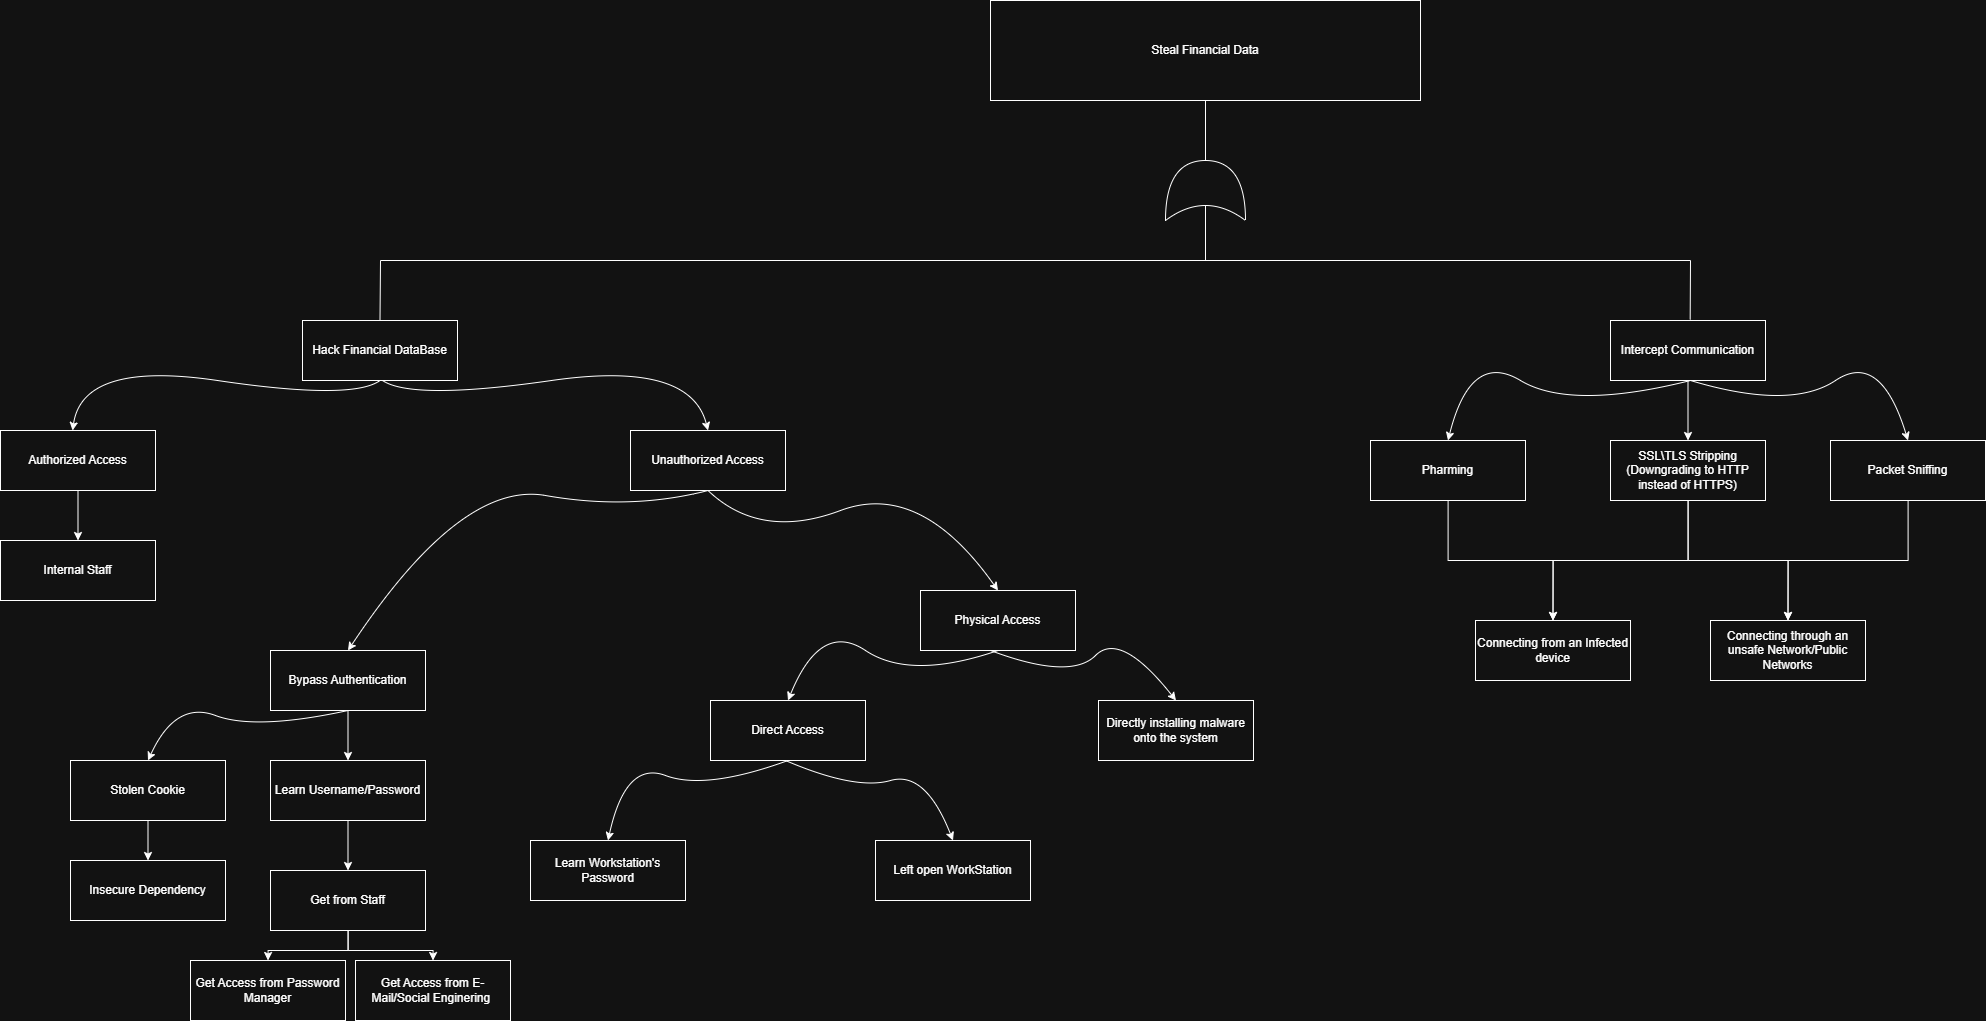 Steal Financial Data
Hack Financial DataBase
Intercept Communication
Authorized Access
Unauthorized Access
Pharming
SSL\TLS Stripping
(Downgrading to HTTP
instead of HTTPS)
Packet Sniffing
Internal Staff
Physical Access
Connecting from an Infected
device
Connecting through an
unsafe Network/Public
Networks
Bypass Authentication
Direct Access
Directly installing malware
onto the system
Stolen Cookie
Learn Username/Password
Learn Workstation's
Password
Left open WorkStation
Insecure Dependency
Get from Staff
Get Access from Password
Manager
Get Access from E-
Mail/Social Enginering